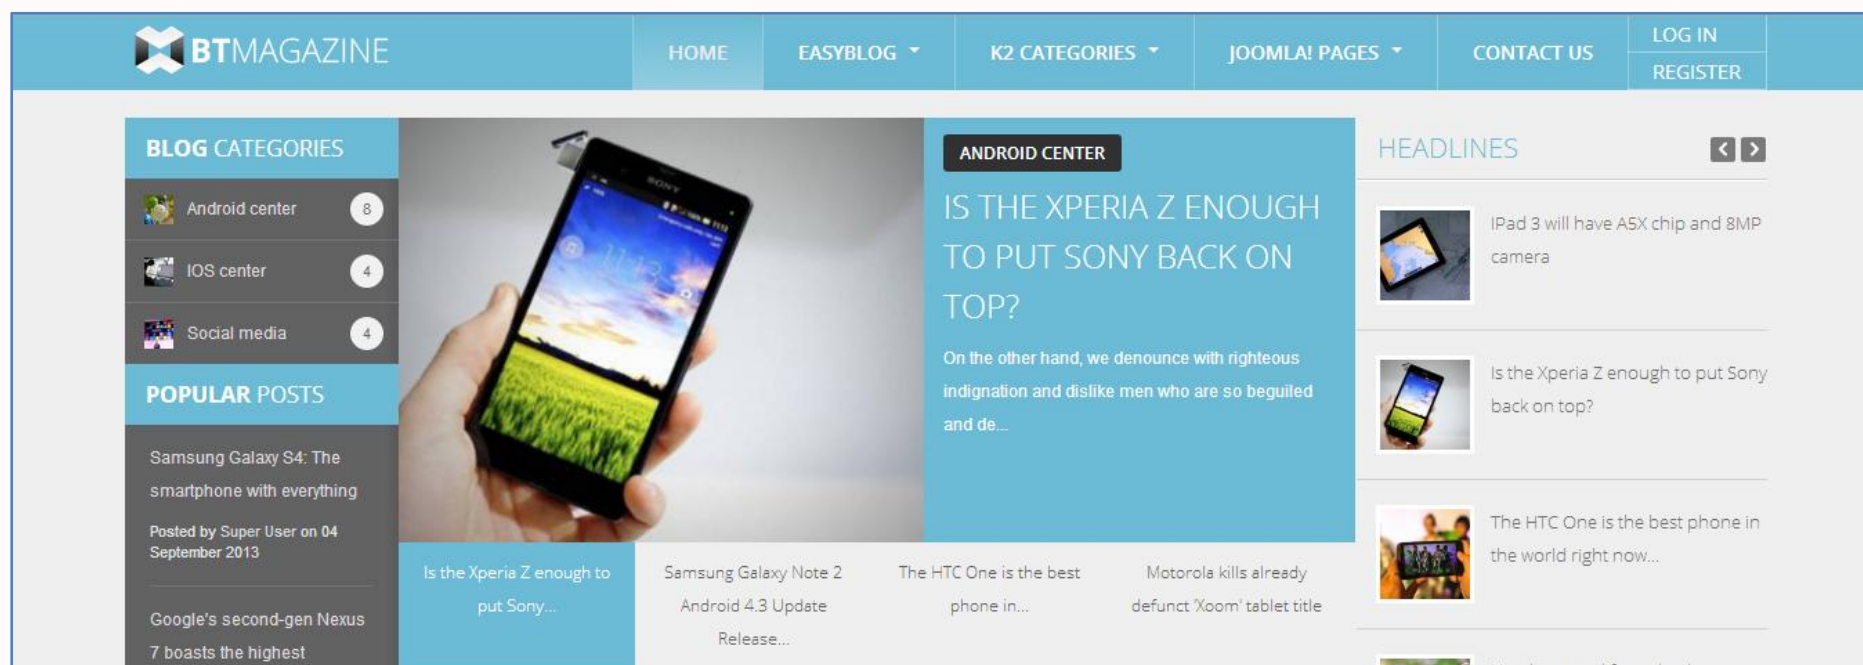 BTMAGAZINE
HOME
EASYBLOG
K2 CATEGORIES
JOOMLA! PAGES
CONTACT US
LOG IN
REGISTER
BLOG CATEGORIES
Android center 8
IOS center 4
Social media 4
POPULAR POSTS
Samsung Galaxy S4: The
smartphone with everything
Posted by Super User on 04
September 2013
Google's second-gen Nexus
7 boasts the highest
SONY
11:13
ANDROID CENTER
IS THE XPERIA Z ENOUGH
TO PUT SONY BACK ON
TOP?
On the other hand, we denounce with righteous
indignation and dislike men who are so beguiled
and de...
Is the Xperia Z enough to
put Sony...
Samsung Galaxy Note 2
Android 4.3 Update
Release...
The HTC One is the best
phone in...
Motorola kills already
defunct 'Xoom' tablet title
HEADLINES
IPad 3 will have A5X chip and 8MP
camera
Is the Xperia Z enough to put Sony
back on top?
The HTC One is the best phone in
the world right now...